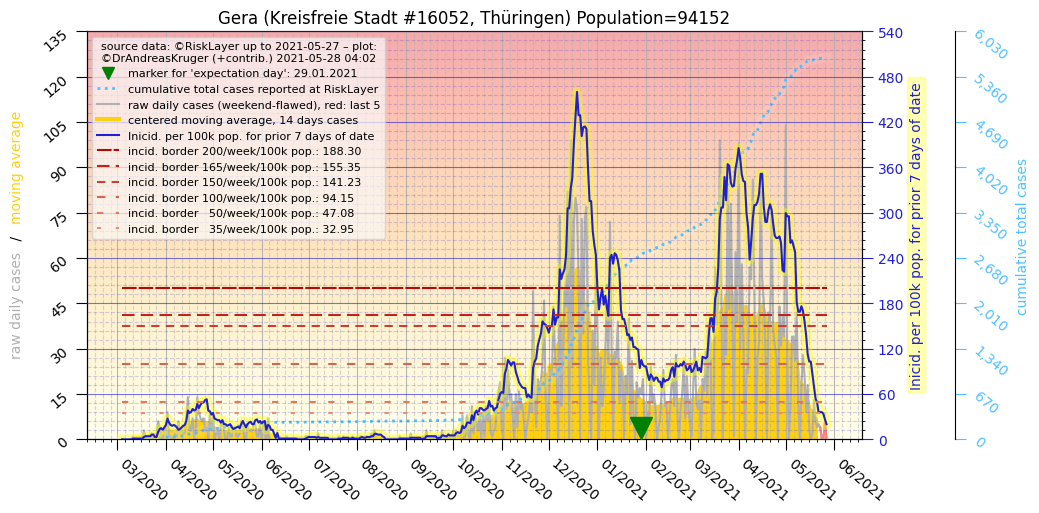 Gera (Kreisfreie Stadt #16052, Thüringen) Population=94152
source data: ©RiskLayer up to 2021-05-27 – plot:
©DrAndreasKruger (+contrib.) 2021-05-28 04:02
marker for 'expectation day': 29.01.2021
cumulative total cases reported at RiskLayer
raw daily cases (weekend-flawed), red: last 5
centered moving average, 14 days cases
Inicid. per 100k pop. for prior 7 days of date
incid. border 200/week/100k pop.: 188.30
incid. border 165/week/100k pop.: 155.35
incid. border 150/week/100k pop.: 141.23
incid. border 100/week/100k pop.: 94.15
incid. border   50/week/100k pop.: 47.08
incid. border   35/week/100k pop.: 32.95
raw daily cases / moving average
135
120
105
90
75
60
45
30
15
0
03/2020
04/2020
05/2020
06/2020
07/2020
08/2020
09/2020
10/2020
11/2020
12/2020
01/2021
02/2021
03/2021
04/2021
05/2021
06/2021
540
480
420
360
300
240
180
120
60
0
Inicid. per 100k pop. for prior 7 days of date
6,030
5,360
4,690
4,020
3,350
2,680
2,010
1,340
670
0
cumulative total cases